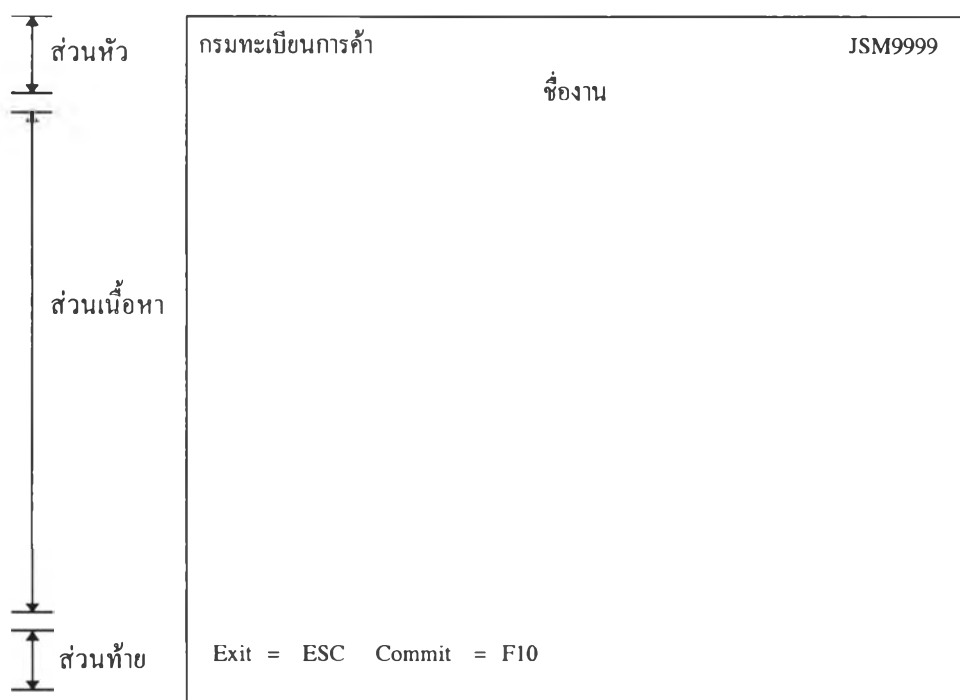 ส่วนหัว
กรมทะเบียนการค้า JSM9999
ชื่องาน
ส่วนเนื้อหา
ส่วนท้าย
Exit = ESC Commit = F10